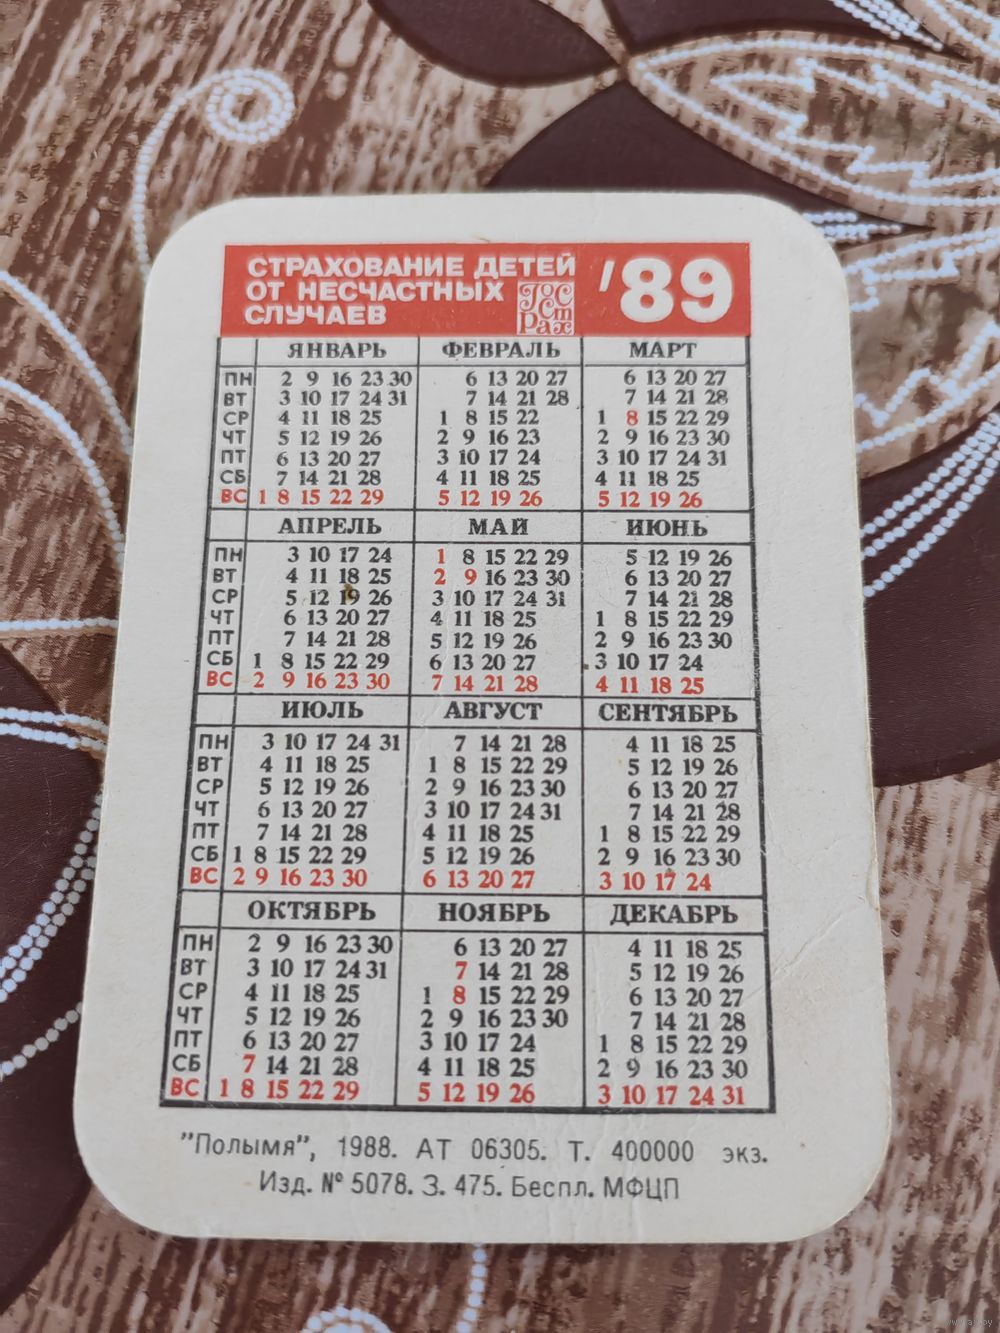 СТРАХОВАНИЕ ДЕТЕЙ
ОТ НЕСЧАСТНЫХ
СЛУЧАЕВ
Гос
Ст
Рах
'89
ЯНВАРЬ ФЕВРАЛЬ МАРТ
ПН 2 9 16 23 30 6 13 20 27 6 13 20 27
ВТ 3 10 17 24 31 7 14 21 28 7 14 21 28
СР 4 11 18 25 1 8 15 22 1 8 15 22 29
ЧТ 5 12 19 26 2 9 16 23 2 9 16 23 30
ПТ 6 13 20 27 3 10 17 24 3 10 17 24 31
СБ 7 14 21 28 4 11 18 25 4 11 18 25
ВС 1 8 15 22 29 5 12 19 26 5 12 19 26
АПРЕЛЬ МАЙ ИЮНЬ
ПН 3 10 17 24 1 8 15 22 29 5 12 19 26
ВТ 4 11 18 25 2 9 16 23 30 6 13 20 27
СР 5 12 19 26 3 10 17 24 31 7 14 21 28
ЧТ 6 13 20 27 4 11 18 25 1 8 15 22 29
ПТ 7 14 21 28 5 12 19 26 2 9 16 23 30
СБ 1 8 15 22 29 6 13 20 27 3 10 17 24
ВС 2 9 16 23 30 7 14 21 28 4 11 18 25
ИЮЛЬ АВГУСТ СЕНТЯБРЬ
ПН 3 10 17 24 31 7 14 21 28 4 11 18 25
ВТ 4 11 18 25 1 8 15 22 29 5 12 19 26
СР 5 12 19 26 2 9 16 23 30 6 13 20 27
ЧТ 6 13 20 27 3 10 17 24 31 7 14 21 28
ПТ 7 14 21 28 4 11 18 25 1 8 15 22 29
СБ 1 8 15 22 29 5 12 19 26 2 9 16 23 30
ВС 2 9 16 23 30 6 13 20 27 3 10 17 24
ОКТЯБРЬ НОЯБРЬ ДЕКАБРЬ
ПН 2 9 16 23 30 6 13 20 27 4 11 18 25
ВТ 3 10 17 24 31 7 14 21 28 5 12 19 26
СР 4 11 18 25 1 8 15 22 29 6 13 20 27
ЧТ 5 12 19 26 2 9 16 23 30 7 14 21 28
ПТ 6 13 20 27 3 10 17 24 1 8 15 22 29
СБ 7 14 21 28 4 11 18 25 2 9 16 23 30
ВС 1 8 15 22 29 5 12 19 26 3 10 17 24 31
"Полымя", 1988. АТ 06305. Т. 400000 экз.
Изд. № 5078. З. 475. Беспл. МФЦП